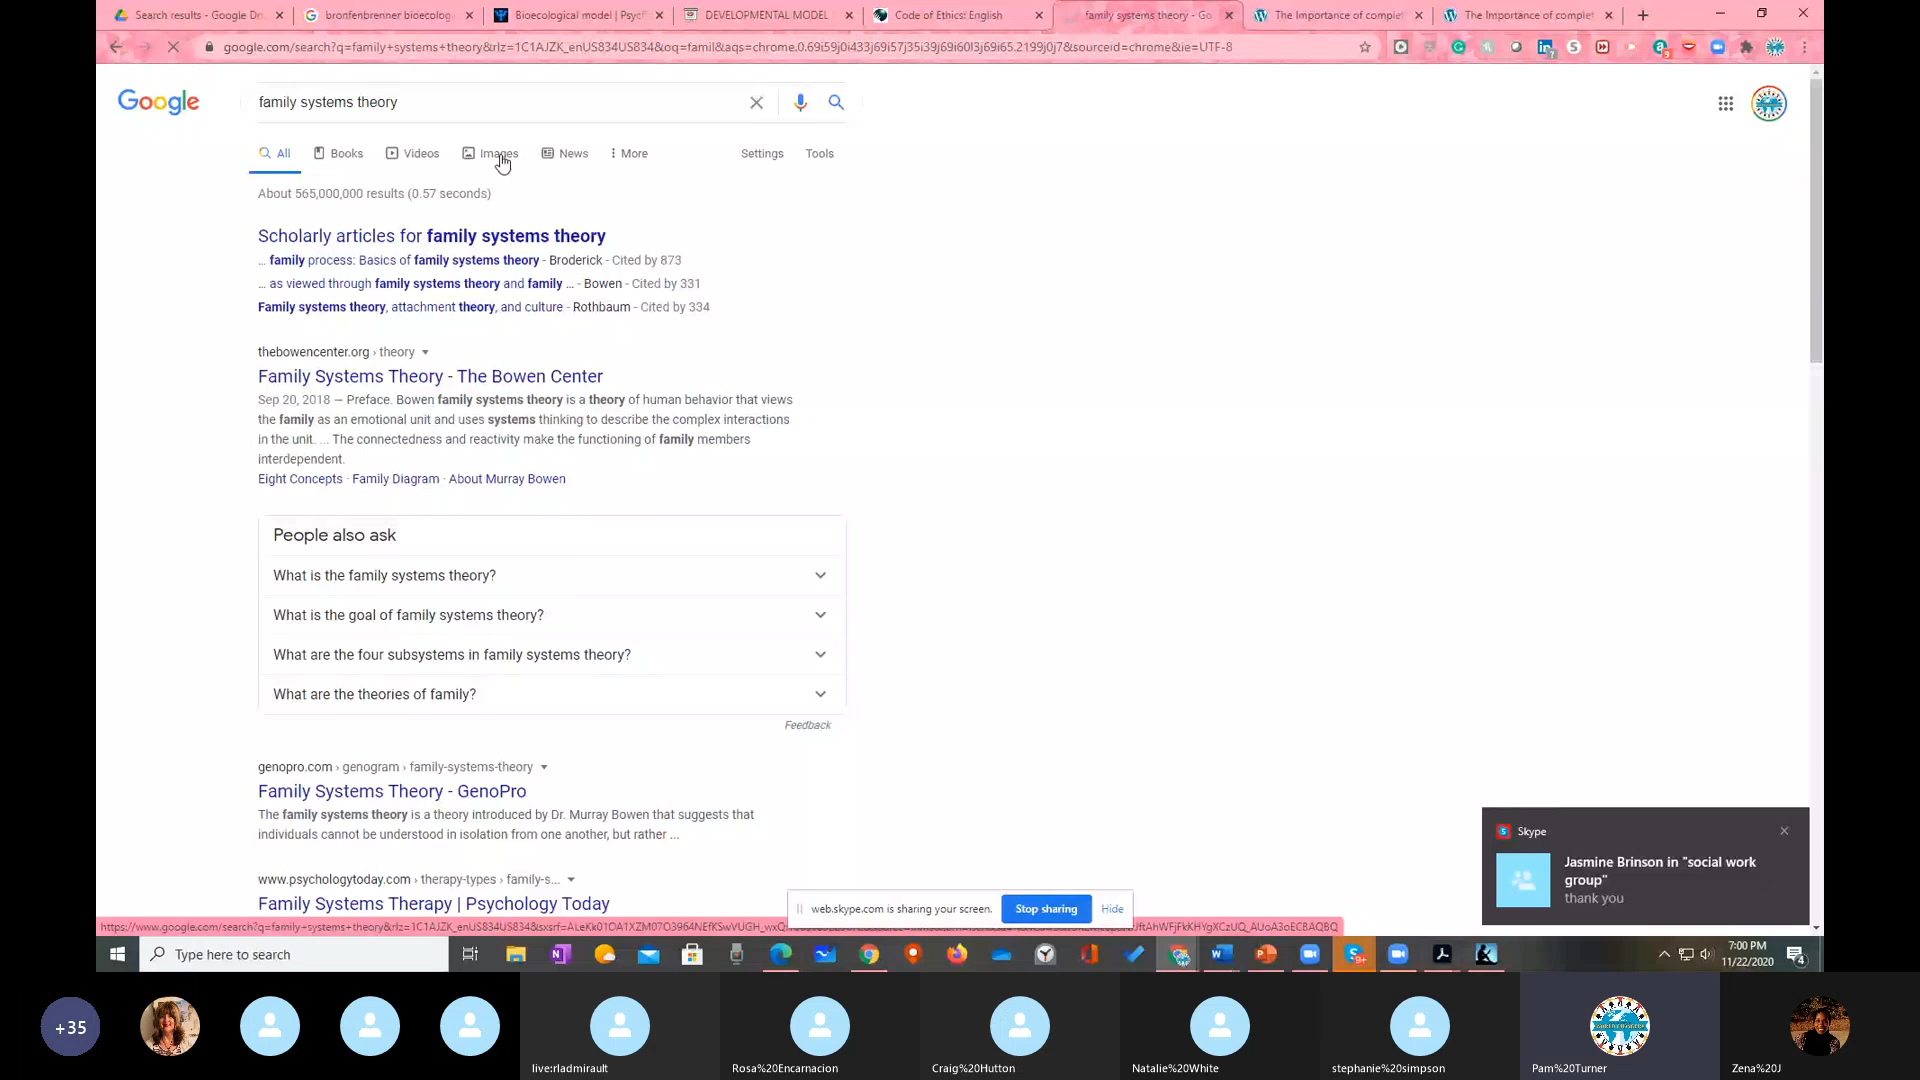 Search results - Google Dri
bronfenbrenner bioecolog
Bioecological model | Psych
DEVELOPMENTAL MODEL
Code of Ethics: English
family systems theory - Go
The Importance of complet
The Importance of complet
google.com/search?q=family+systems+theory&rlz=1C1AJZK_enUS834US834&oq=famil&aqs=chrome.0.69i59j0i433j69i57j35i39j69i60l3j69i65.2199j0j7&sourceid=chrome&ie=UTF-8
Google
family systems theory
All
Books
Videos
Images
News
More
Settings
Tools
About 565,000,000 results (0.57 seconds)
Scholarly articles for family systems theory
... family process: Basics of family systems theory - Broderick - Cited by 873
... as viewed through family systems theory and family ... - Bowen - Cited by 331
Family systems theory, attachment theory, and culture - Rothbaum - Cited by 334
thebowencenter.org › theory
Family Systems Theory - The Bowen Center
Sep 20, 2018 — Preface. Bowen family systems theory is a theory of human behavior that views
the family as an emotional unit and uses systems thinking to describe the complex interactions
in the unit. ... The connectedness and reactivity make the functioning of family members
interdependent.
Eight Concepts · Family Diagram · About Murray Bowen
People also ask
What is the family systems theory?
What is the goal of family systems theory?
What are the four subsystems in family systems theory?
What are the theories of family?
Feedback
genopro.com › genogram › family-systems-theory
Family Systems Theory - GenoPro
The family systems theory is a theory introduced by Dr. Murray Bowen that suggests that
individuals cannot be understood in isolation from one another, but rather ...
www.psychologytoday.com › therapy-types › family-s...
Family Systems Therapy | Psychology Today
Skype
Jasmine Brinson in "social work
group"
thank you
web.skype.com is sharing your screen.
Stop sharing
Hide
Type here to search
7:00 PM
11/22/2020
4
+35
live:rladmirault
Rosa%20Encarnacion
Craig%20Hutton
Natalie%20White
stephanie%20simpson
Pam%20Turner
Zena%20J